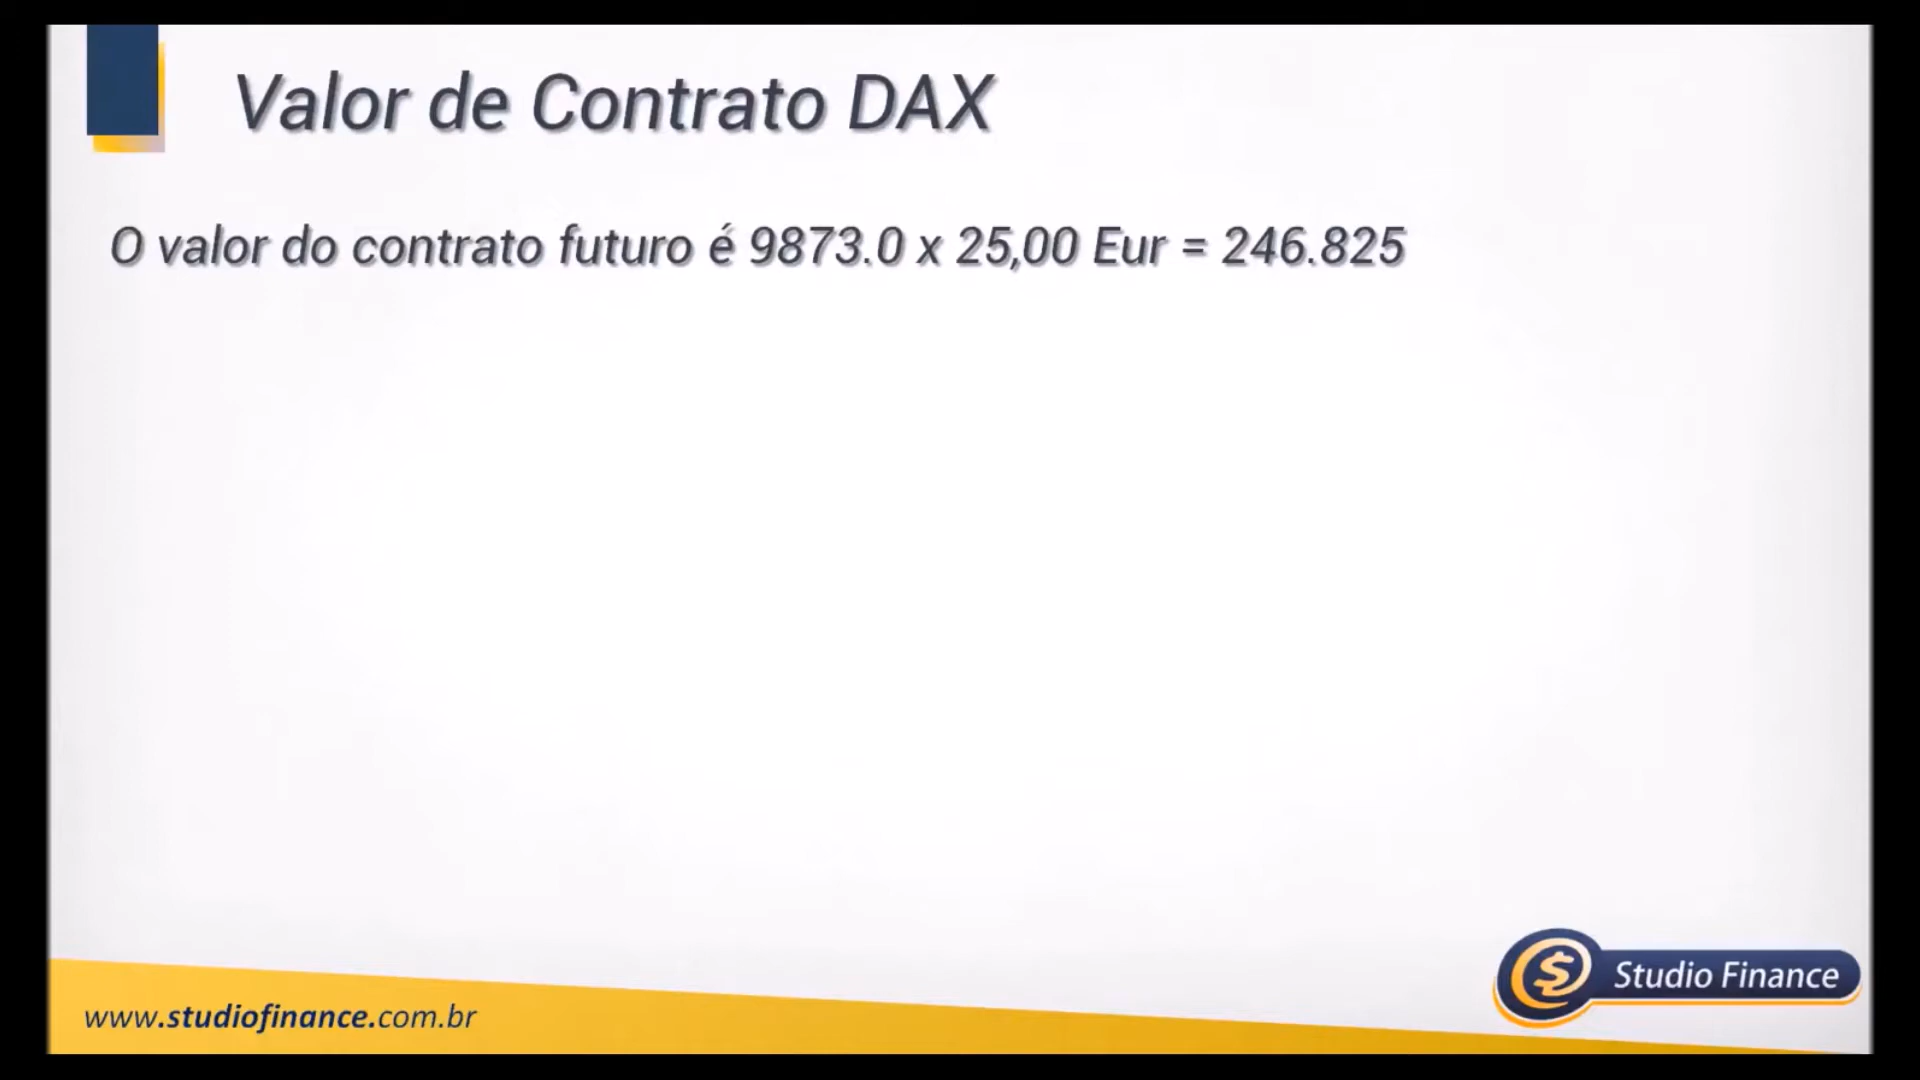 Valor de Contrato DAX
O valor do contrato futuro é 9873.0 x 25,00 Eur = 246.825
www.studiofinance.com.br
Studio Finance